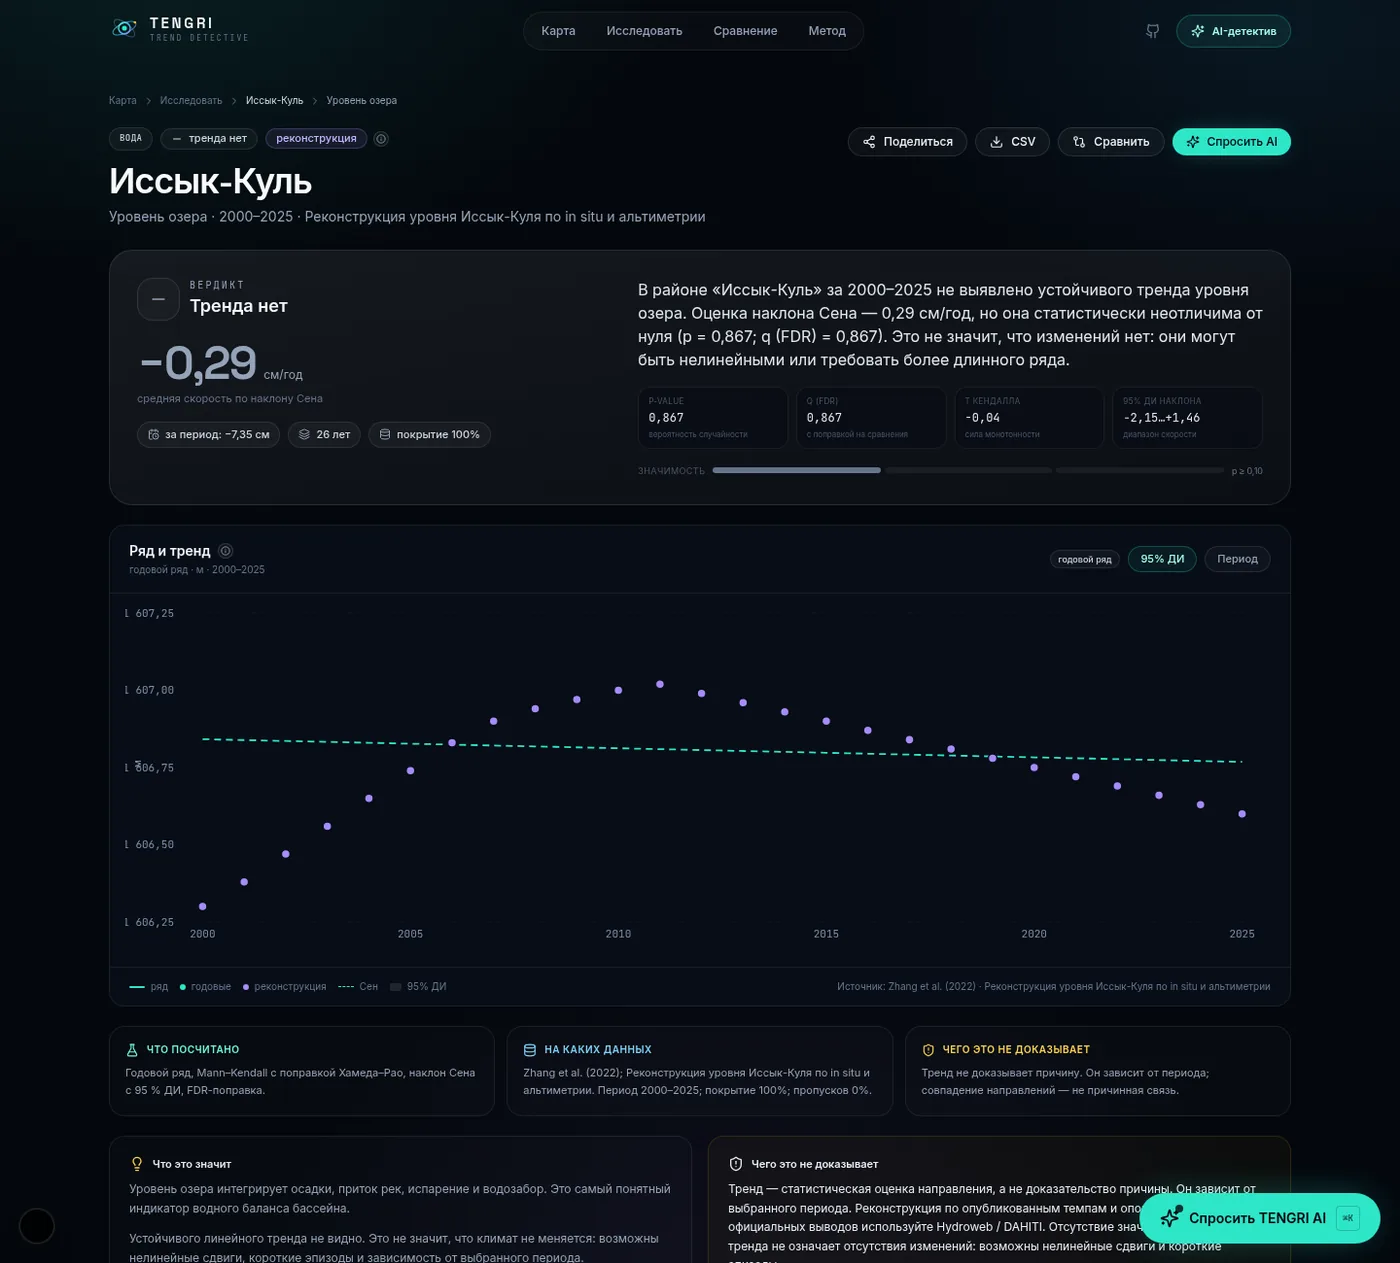 TENGRI
TREND DETECTIVE
Карта
Исследовать
Сравнение
Метод
AI-детектив
Карта > Исследовать > Иссык-Куль > Уровень озера
ВОДА
— тренда нет
реконструкция
Поделиться
CSV
Сравнить
Спросить AI
Иссык-Куль
Уровень озера · 2000–2025 · Реконструкция уровня Иссык-Куля по in situ и альтиметрии
ВЕРДИКТ
Тренда нет
−0,29 см/год
средняя скорость по наклону Сена
за период: −7,35 см
26 лет
покрытие 100%
В районе «Иссык-Куль» за 2000–2025 не выявлено устойчивого тренда уровня
озера. Оценка наклона Сена — 0,29 см/год, но она статистически неотличима от
нуля (p = 0,867; q (FDR) = 0,867). Это не значит, что изменений нет: они могут
быть нелинейными или требовать более длинного ряда.
P-VALUE
0,867
вероятность случайности
Q (FDR)
0,867
с поправкой на сравнения
Τ КЕНДАЛЛА
-0,04
сила монотонности
95% ДИ НАКЛОНА
-2,15…+1,46
диапазон скорости
ЗНАЧИМОСТЬ
p ≥ 0,10
Ряд и тренд
годовой ряд · м · 2000–2025
годовой ряд
95% ДИ
Период
1 607,25
1 607,00
1 606,75
1 606,50
1 606,25
м
2000
2005
2010
2015
2020
2025
ряд
годовые
реконструкция
Сен
95% ДИ
Источник: Zhang et al. (2022) · Реконструкция уровня Иссык-Куля по in situ и альтиметрии
ЧТО ПОСЧИТАНО
Годовой ряд, Mann–Kendall с поправкой Хамеда–Рао, наклон Сена
с 95 % ДИ, FDR-поправка.
НА КАКИХ ДАННЫХ
Zhang et al. (2022); Реконструкция уровня Иссык-Куля по in situ и
альтиметрии. Период 2000–2025; покрытие 100%; пропусков 0%.
ЧЕГО ЭТО НЕ ДОКАЗЫВАЕТ
Тренд не доказывает причину. Он зависит от периода;
совпадение направлений — не причинная связь.
Что это значит
Уровень озера интегрирует осадки, приток рек, испарение и водозабор. Это самый понятный
индикатор водного баланса бассейна.
Устойчивого линейного тренда не видно. Это не значит, что климат не меняется: возможны
нелинейные сдвиги, короткие эпизоды и зависимость от выбранного периода.
Чего это не доказывает
Тренд — статистическая оценка направления, а не доказательство причины. Он зависит от
выбранного периода. Реконструкция по опубликованным темпам и
официальных выводов используйте Hydroweb / DAHITI. Отсутствие
тренда не означает отсутствия изменений: возможны нелинейные сдвиги и короткие
Спросить TENGRI AI
⌘K